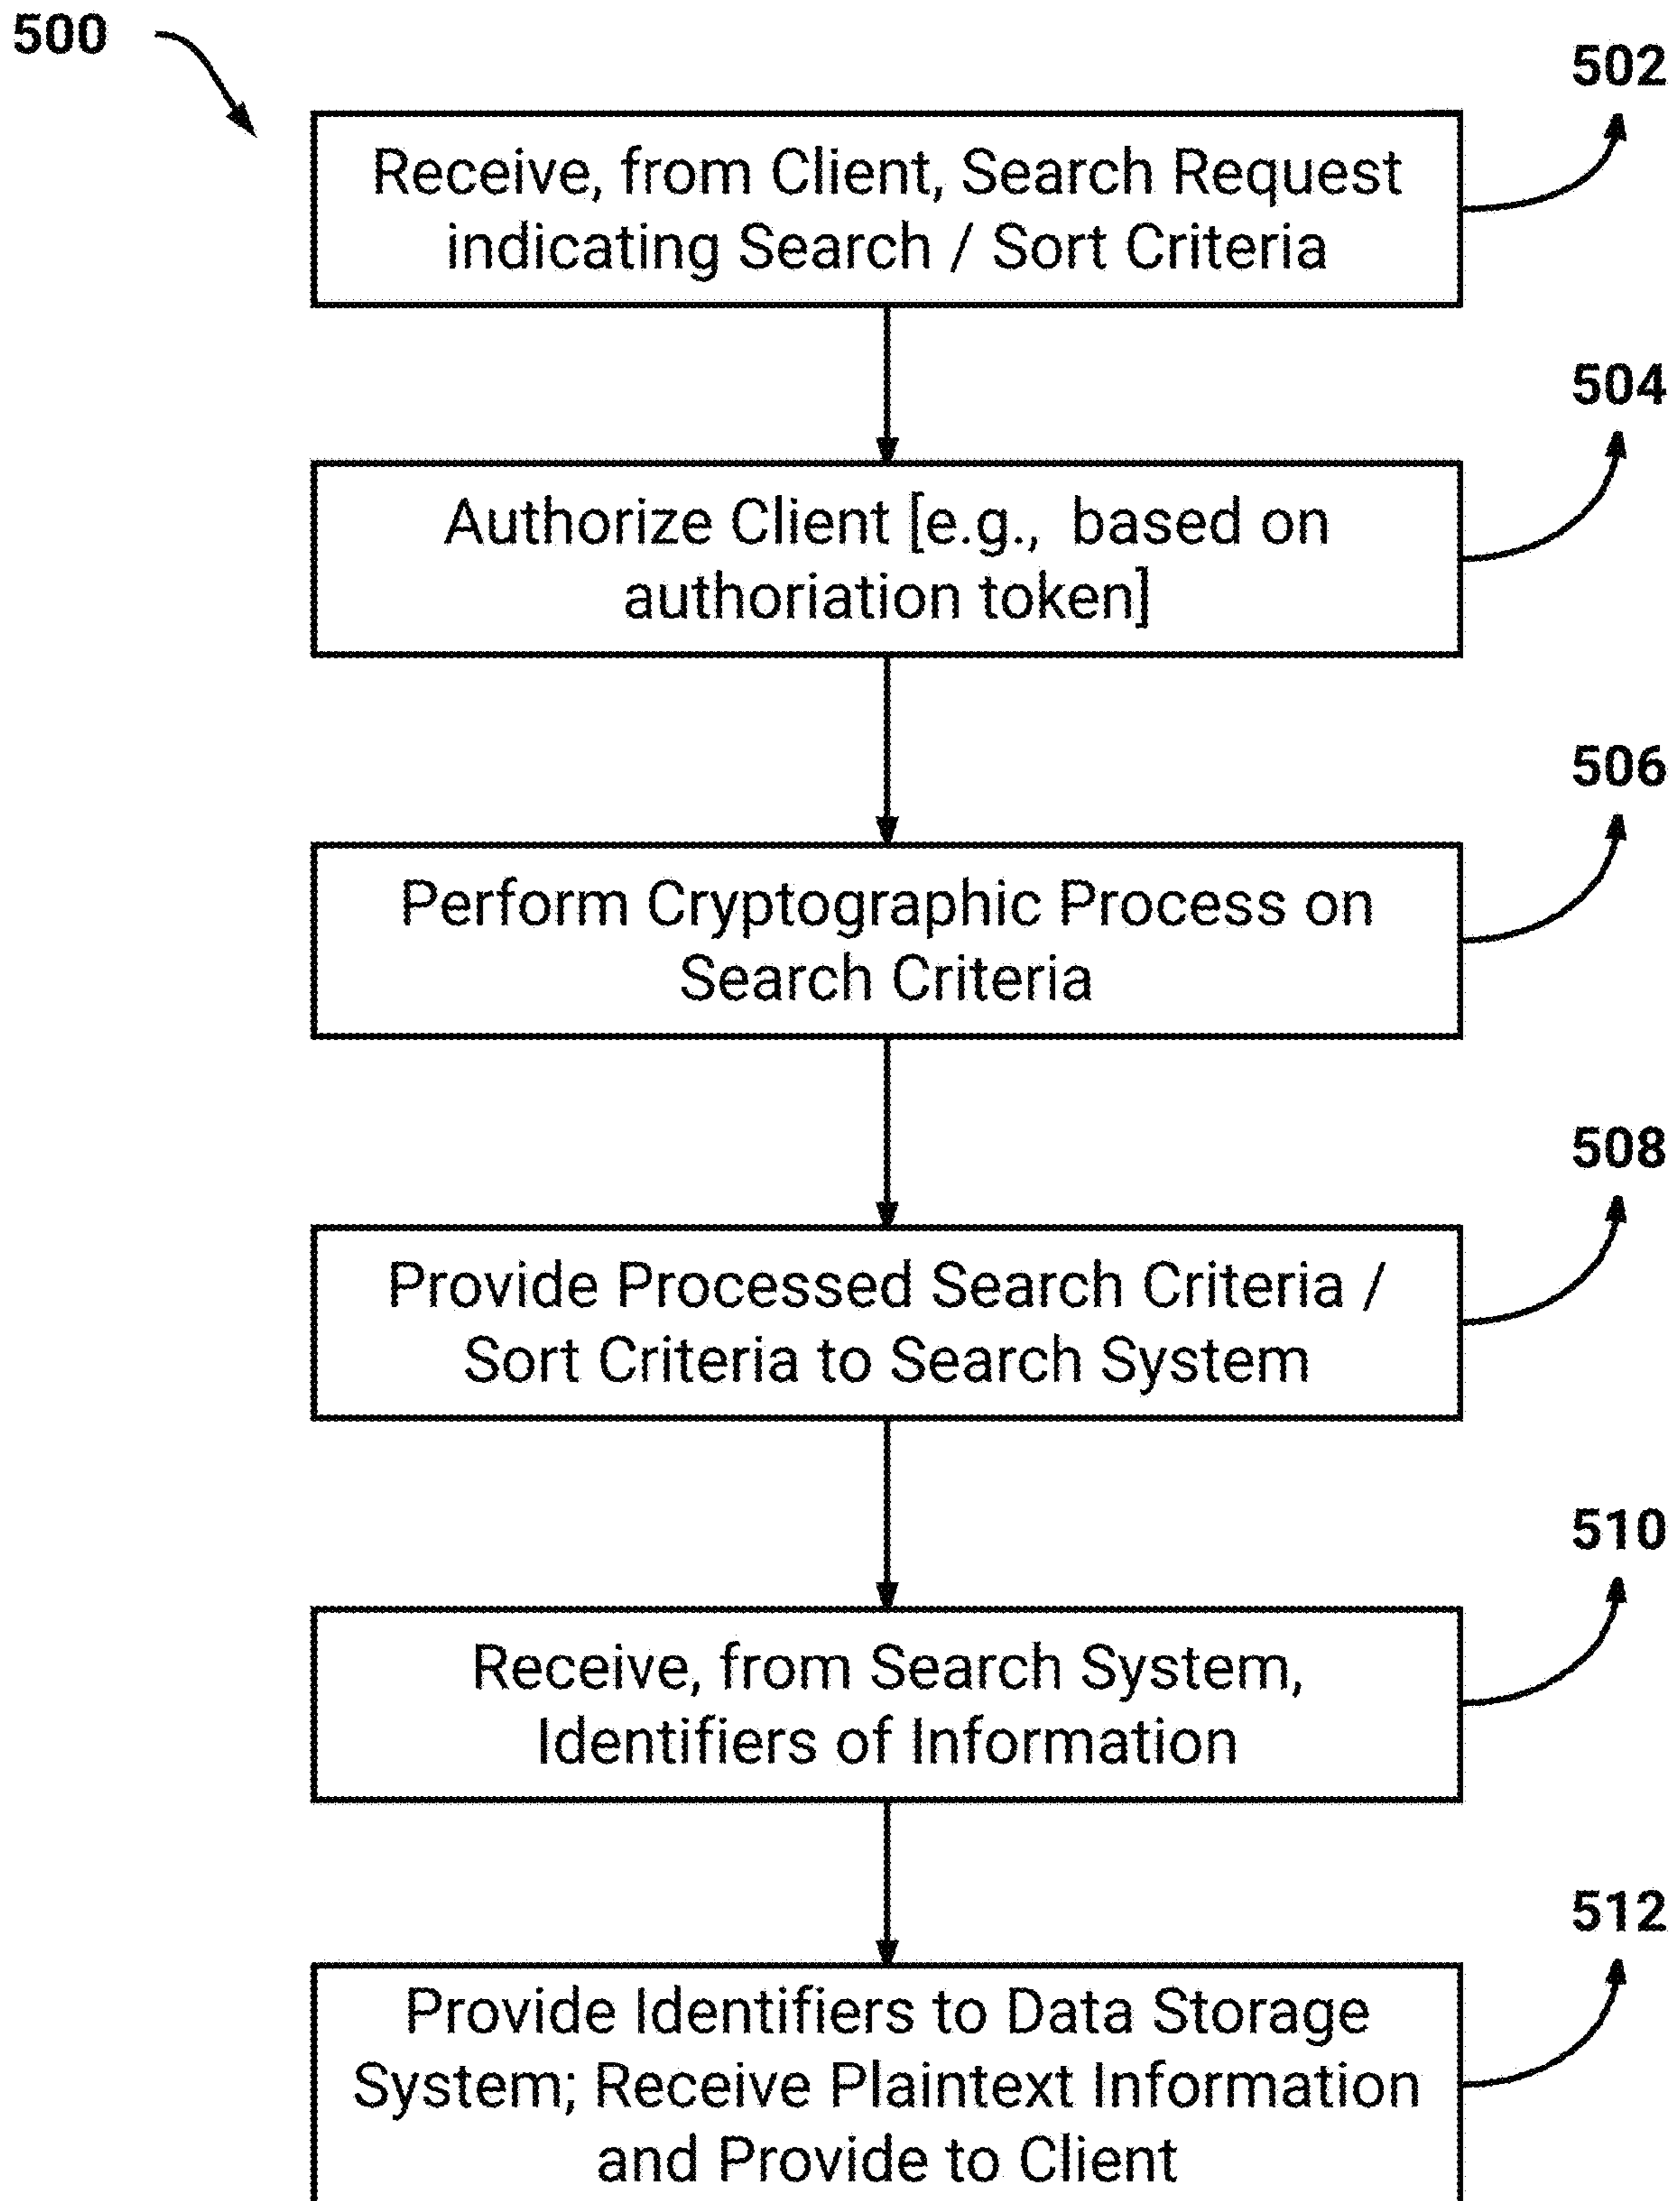 500
502
Receive, from Client, Search Request
indicating Search / Sort Criteria
504
Authorize Client [e.g.,  based on
authoriation token]
506
Perform Cryptographic Process on
Search Criteria
508
Provide Processed Search Criteria /
Sort Criteria to Search System
510
Receive, from Search System,
Identifiers of Information
512
Provide Identifiers to Data Storage
System; Receive Plaintext Information
and Provide to Client